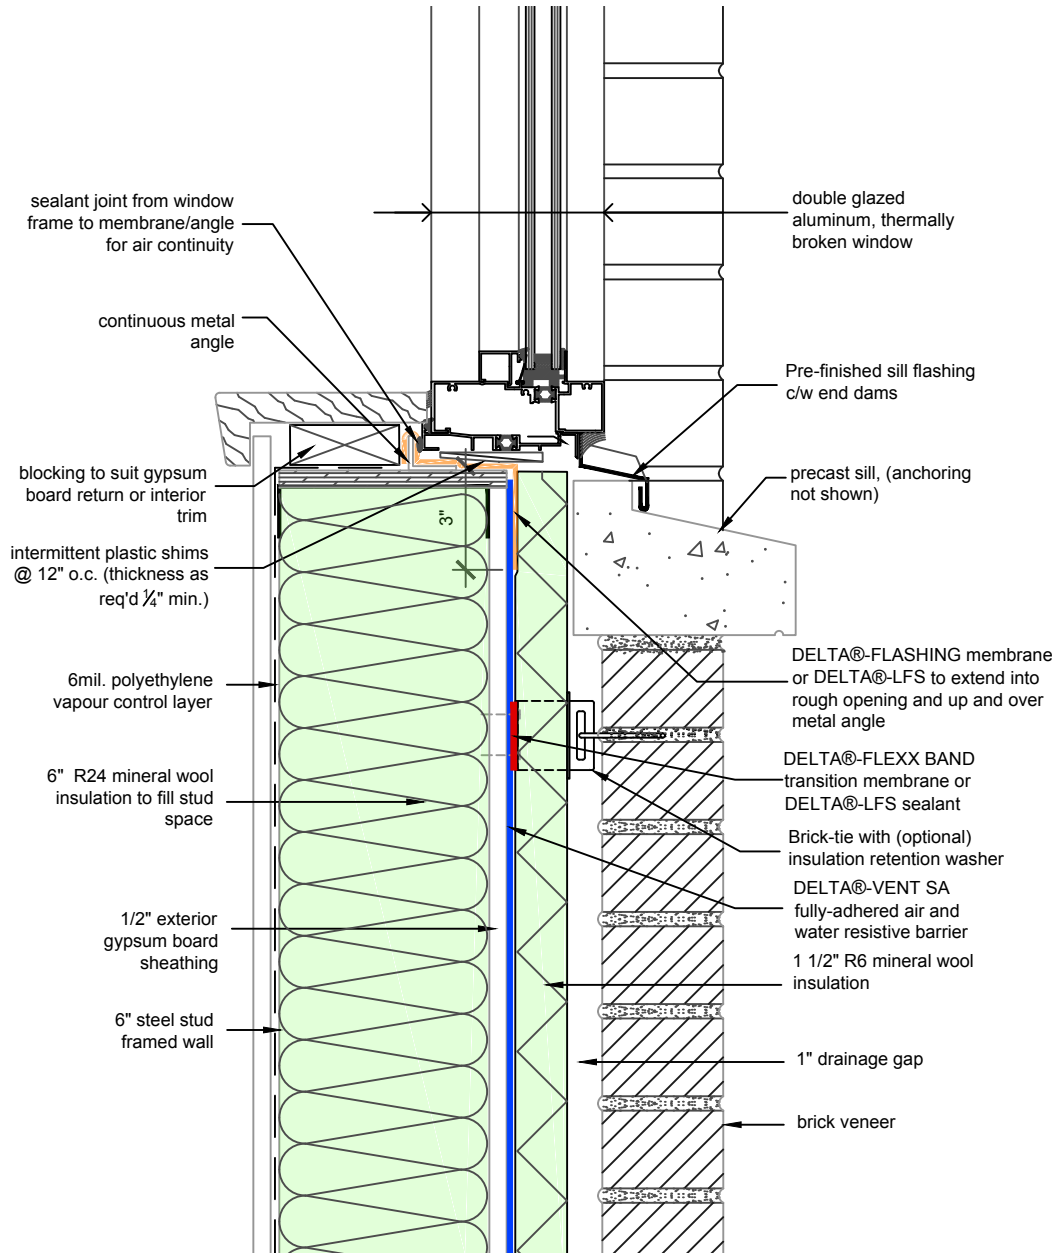 sealant joint from window
frame to membrane/angle
for air continuity
continuous metal
angle
blocking to suit gypsum
board return or interior
trim
intermittent plastic shims
@ 12" o.c. (thickness as
req'd ¼" min.)
6mil. polyethylene
vapour control layer
6" R24 mineral wool
insulation to fill stud
space
1/2" exterior
gypsum board
sheathing
6" steel stud
framed wall
3"
double glazed
aluminum, thermally
broken window
Pre-finished sill flashing
c/w end dams
precast sill, (anchoring
not shown)
DELTA®-FLASHING membrane
or DELTA®-LFS to extend into
rough opening and up and over
metal angle
DELTA®-FLEXX BAND
transition membrane or
DELTA®-LFS sealant
Brick-tie with (optional)
insulation retention washer
DELTA®-VENT SA
fully-adhered air and
water resistive barrier
1 1/2" R6 mineral wool
insulation
1" drainage gap
brick veneer